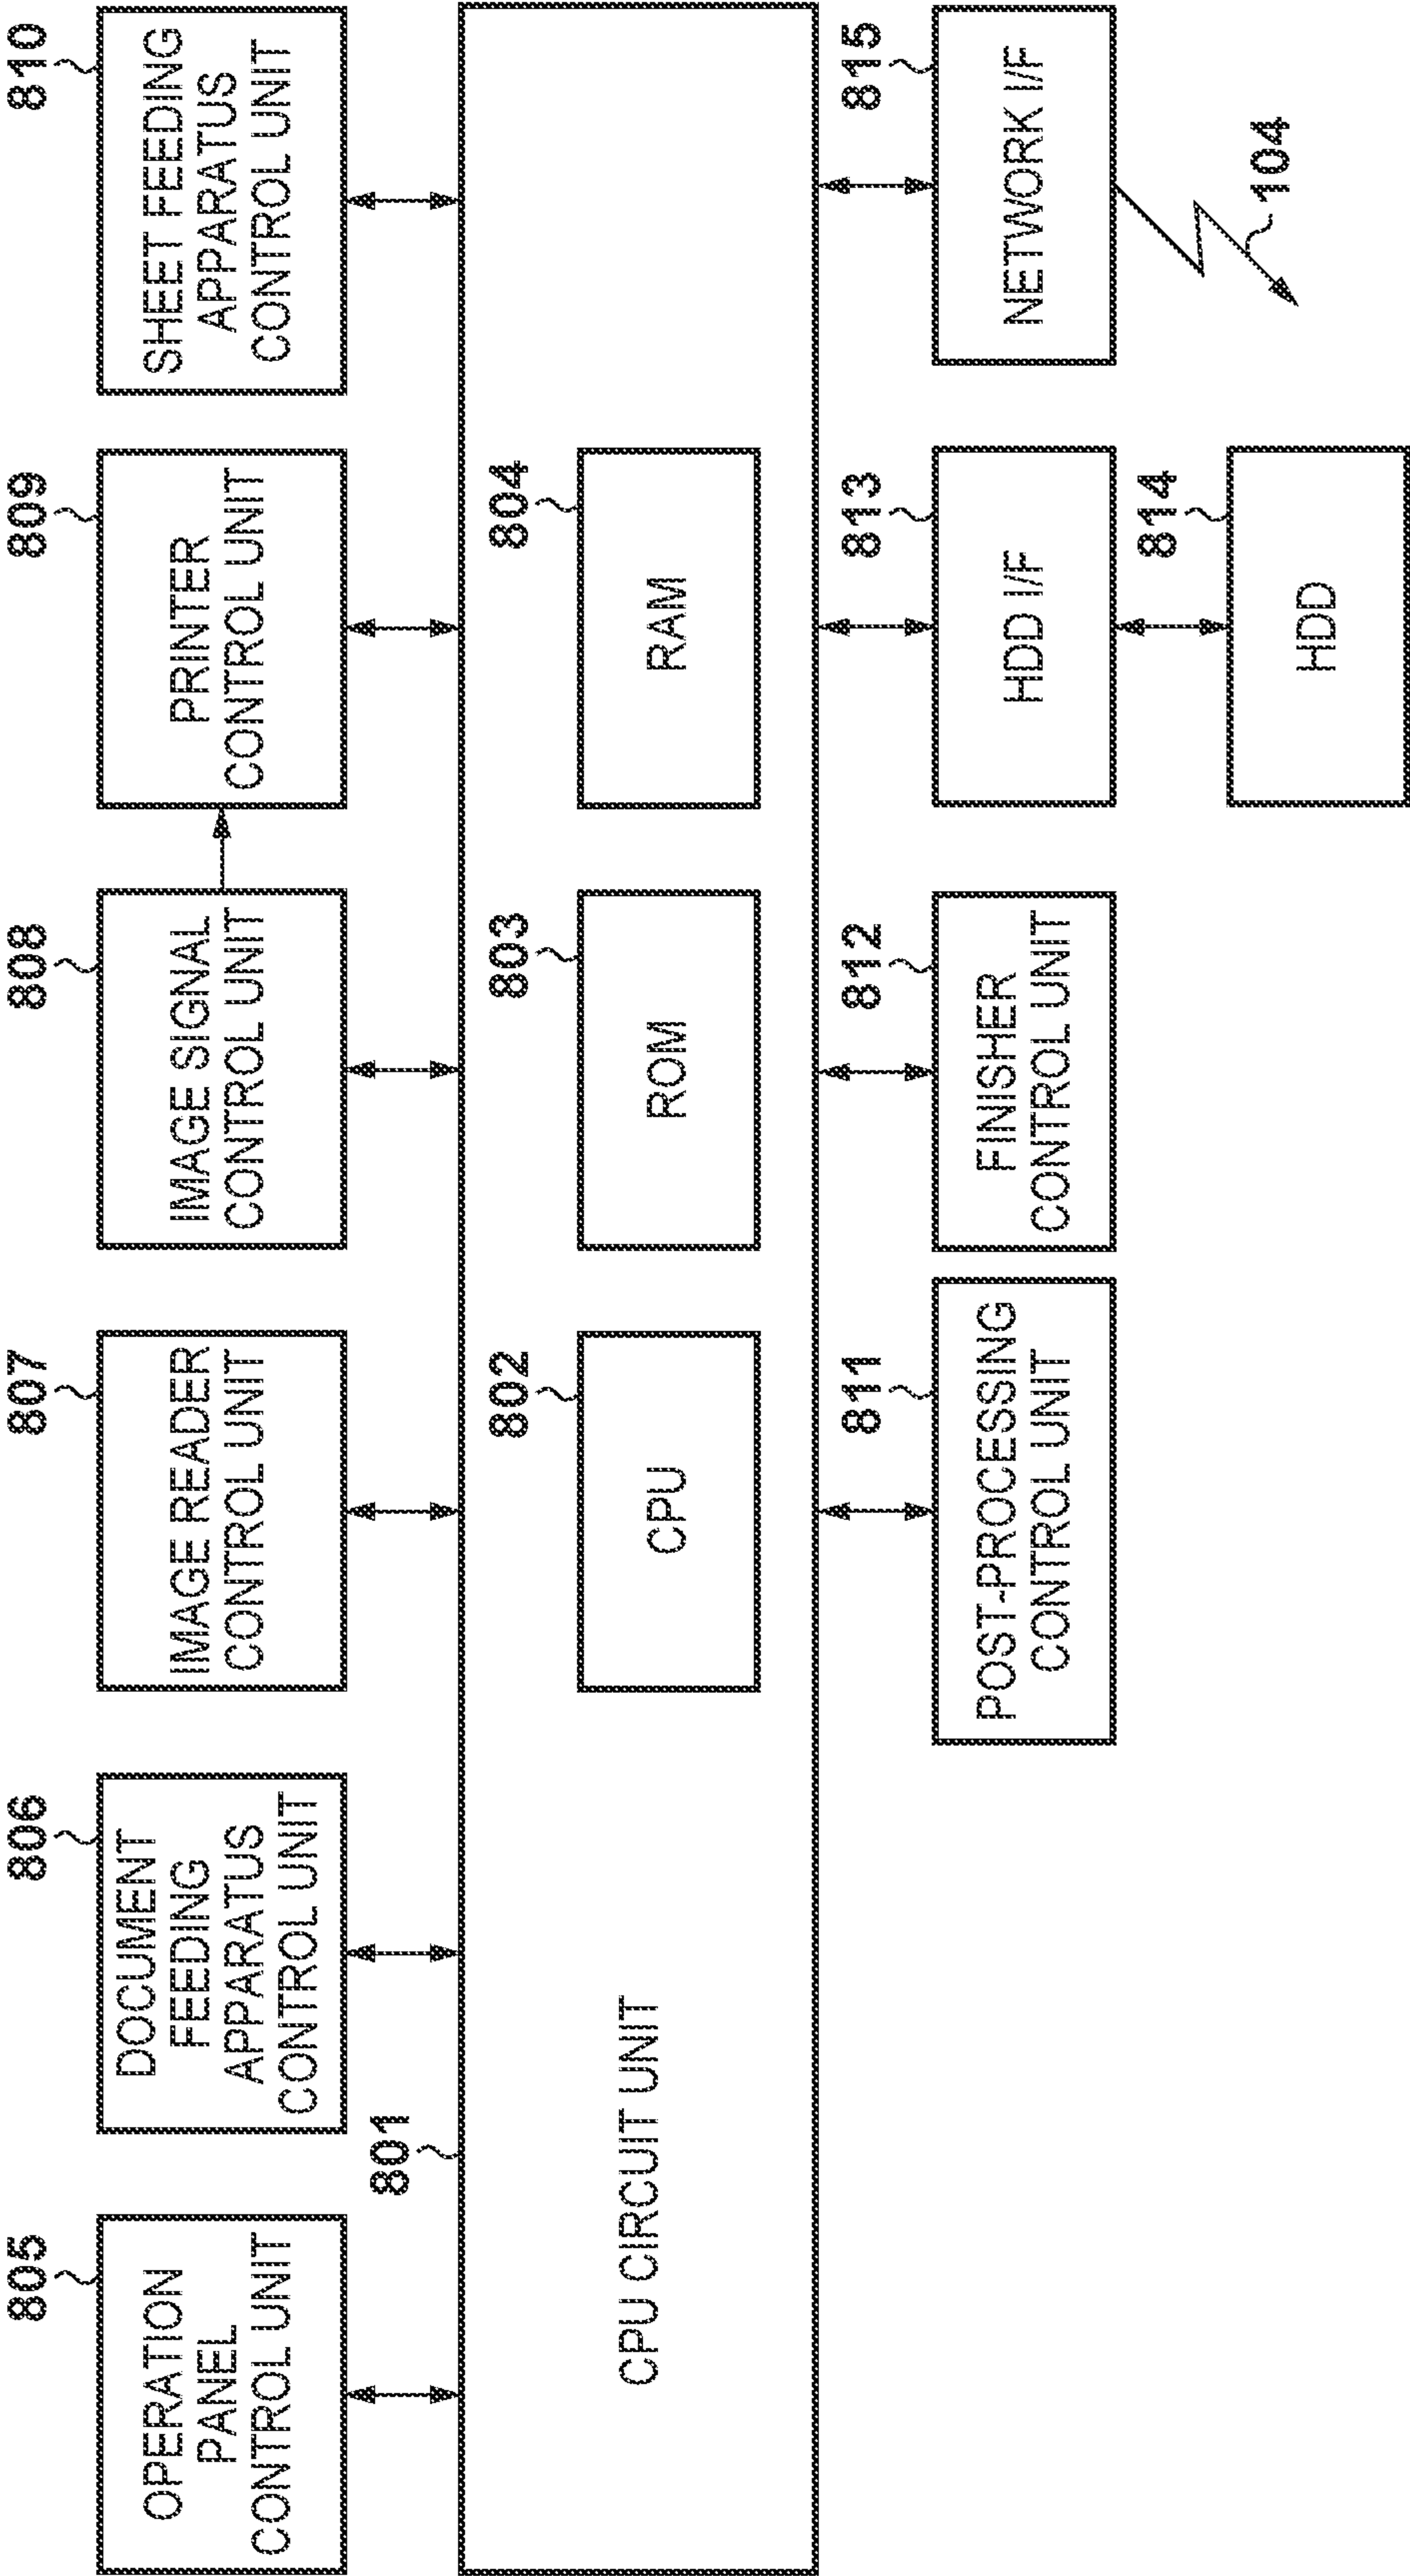 805
OPERATION
PANEL
CONTROL UNIT
806
DOCUMENT
FEEDING
APPARATUS
CONTROL UNIT
807
IMAGE READER
CONTROL UNIT
808
IMAGE SIGNAL
CONTROL UNIT
809
PRINTER
CONTROL UNIT
810
SHEET FEEDING
APPARATUS
CONTROL UNIT
801
CPU CIRCUIT UNIT
802
CPU
803
ROM
804
RAM
811
POST-PROCESSING
CONTROL UNIT
812
FINISHER
CONTROL UNIT
813
HDD I/F
815
NETWORK I/F
104
814
HDD